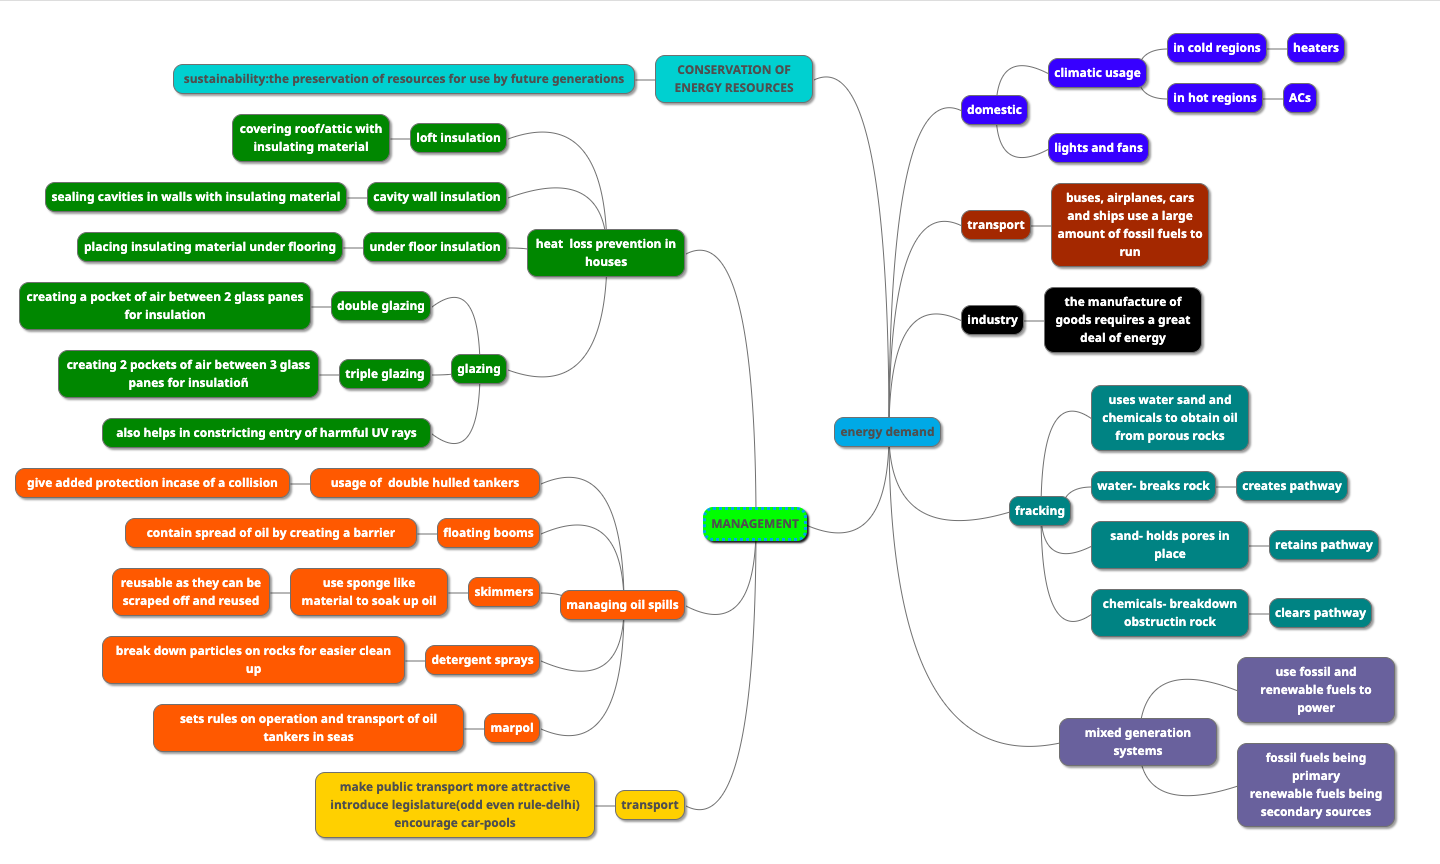 CONSERVATION OF
ENERGY RESOURCES
sustainability:the preservation of resources for use by future generations
covering roof/attic with
insulating material
loft insulation
sealing cavities in walls with insulating material
cavity wall insulation
placing insulating material under flooring
under floor insulation
heat  loss prevention in
houses
creating a pocket of air between 2 glass panes
for insulation
double glazing
creating 2 pockets of air between 3 glass
panes for insulatioñ
triple glazing
glazing
also helps in constricting entry of harmful UV rays
give added protection incase of a collision
usage of  double hulled tankers
contain spread of oil by creating a barrier
floating booms
reusable as they can be
scraped off and reused
use sponge like
material to soak up oil
skimmers
managing oil spills
break down particles on rocks for easier clean
up
detergent sprays
sets rules on operation and transport of oil
tankers in seas
marpol
make public transport more attractive
introduce legislature(odd even rule-delhi)
encourage car-pools
transport
MANAGEMENT
energy demand
domestic
climatic usage
in cold regions
heaters
in hot regions
ACs
lights and fans
transport
buses, airplanes, cars
and ships use a large
amount of fossil fuels to
run
industry
the manufacture of
goods requires a great
deal of energy
fracking
uses water sand and
chemicals to obtain oil
from porous rocks
water- breaks rock
creates pathway
sand- holds pores in
place
retains pathway
chemicals- breakdown
obstructin rock
clears pathway
mixed generation
systems
use fossil and
renewable fuels to
power
fossil fuels being
primary
renewable fuels being
secondary sources